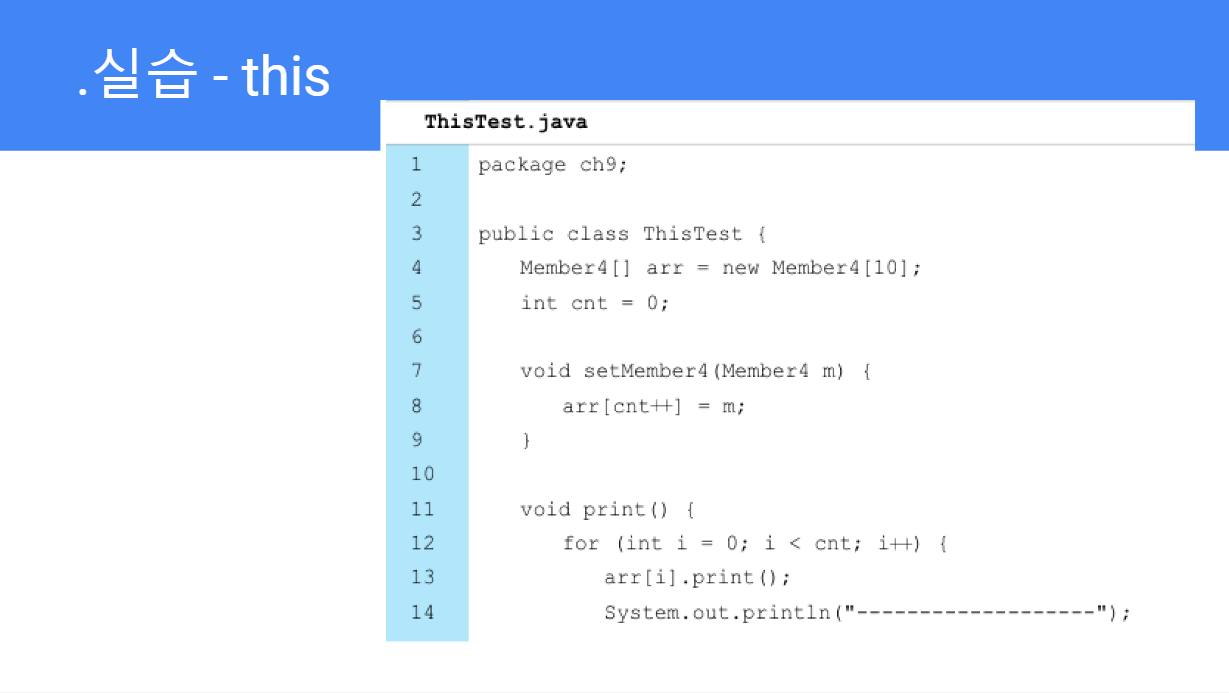 .실습 - this
ThisTest.java
1 package ch9;
2
3 public class ThisTest {
4 Member4[] arr = new Member4[10];
5 int cnt = 0;
6
7 void setMember4(Member4 m) {
8 arr[cnt++] = m;
9 }
10
11 void print() {
12 for (int i = 0; i < cnt; i++) {
13 arr[i].print();
14 System.out.println("-------------------");